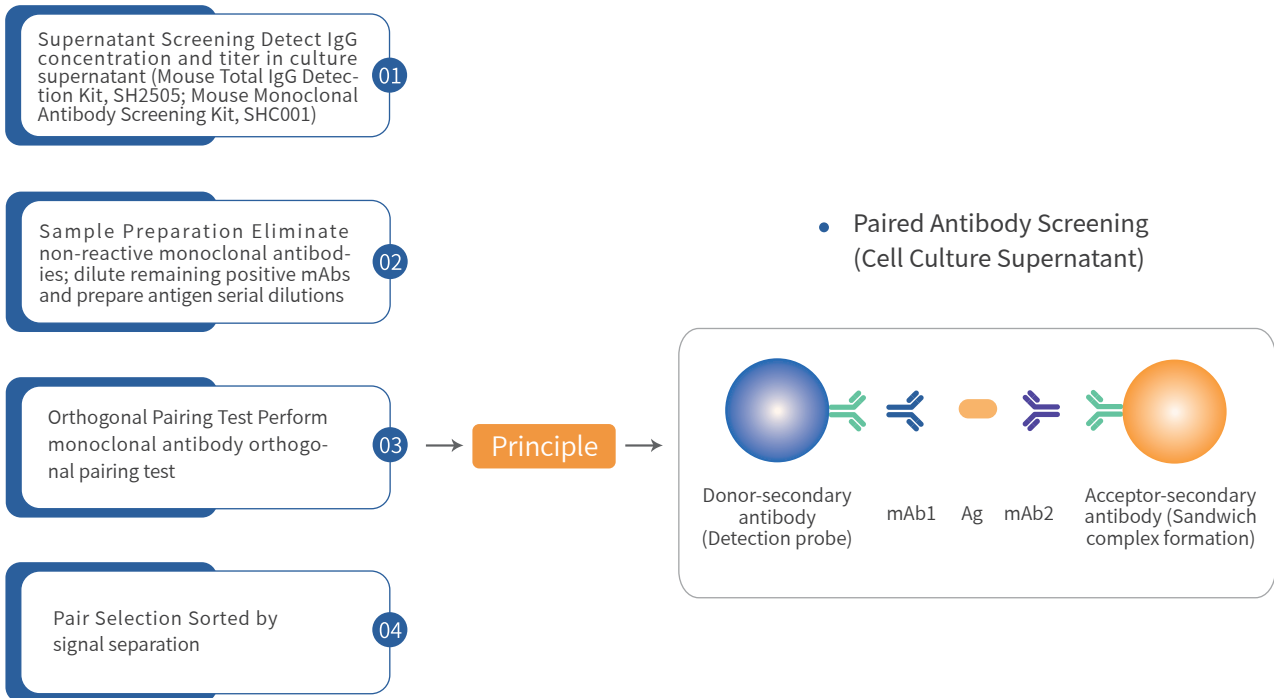 Supernatant Screening Detect IgG
concentration and titer in culture
supernatant (Mouse Total IgG Detec-
tion Kit, SH2505; Mouse Monoclonal
Antibody Screening Kit, SHC001)
01
Sample Preparation Eliminate
non-reactive monoclonal antibod-
ies; dilute remaining positive mAbs
and prepare antigen serial dilutions
02
Orthogonal Pairing Test Perform
monoclonal antibody orthogo-
nal pairing test
03
Pair Selection Sorted by
signal separation
04
Principle
• Paired Antibody Screening
(Cell Culture Supernatant)
Donor-secondary
antibody
(Detection probe)
mAb1
Ag
mAb2
Acceptor-secondary
antibody (Sandwich
complex formation)